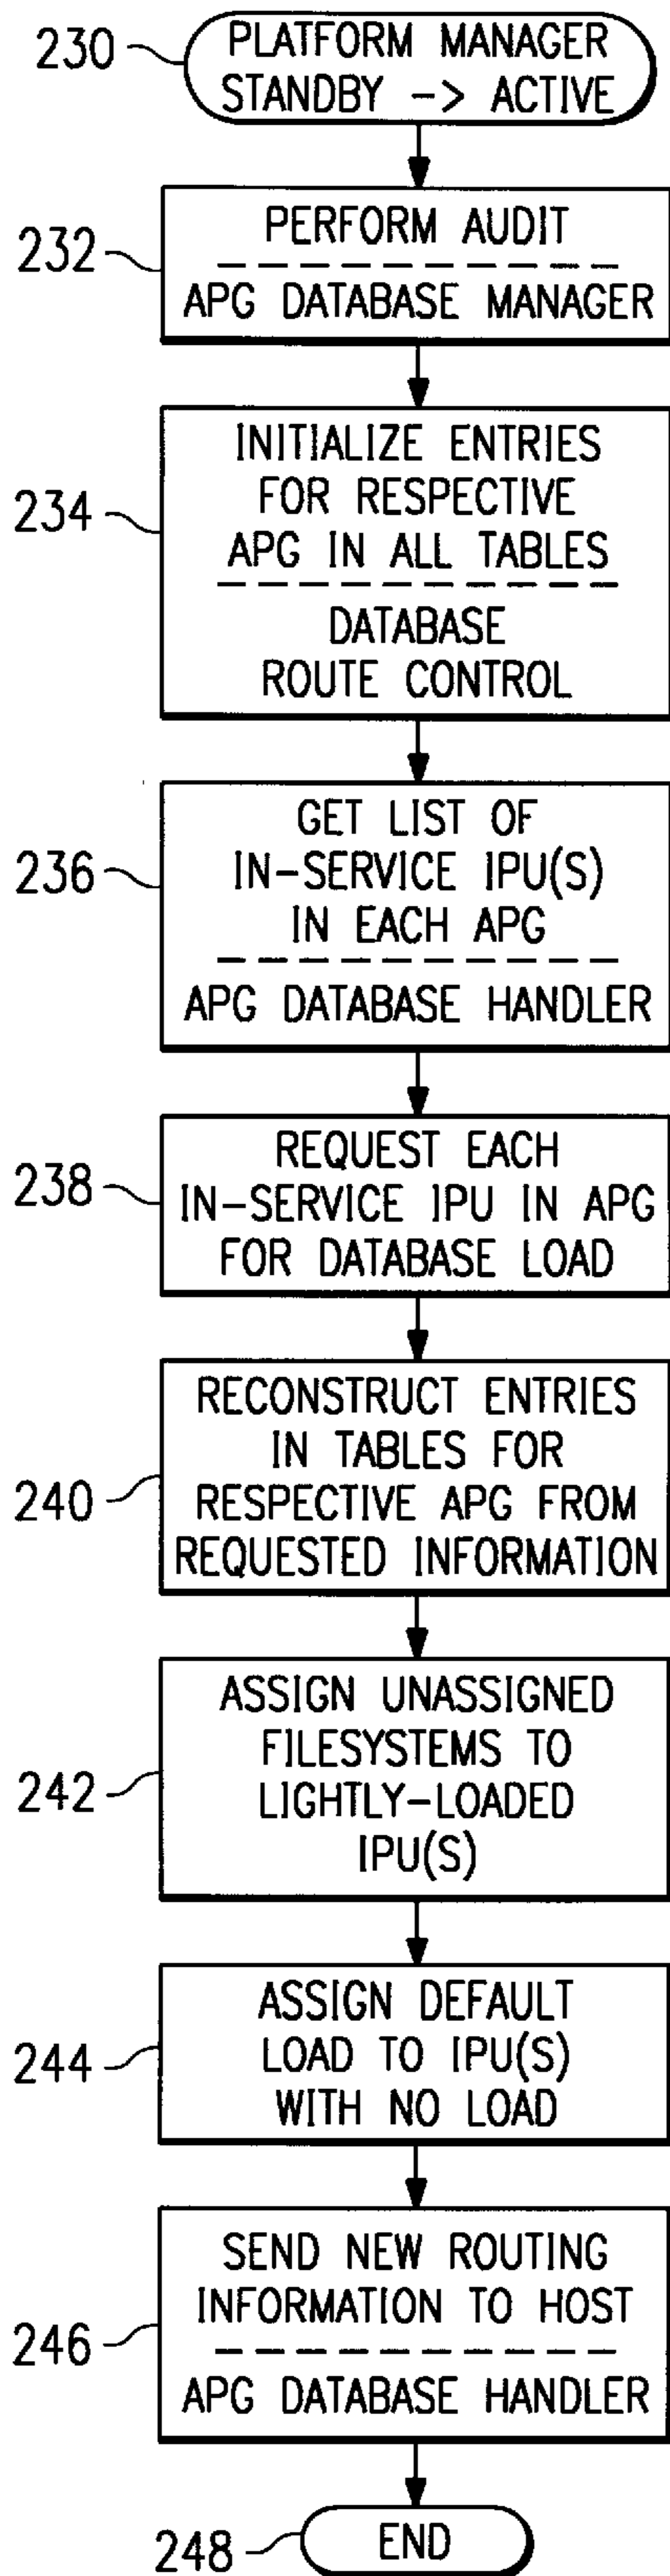 230
PLATFORM MANAGER
STANDBY -> ACTIVE
232
PERFORM AUDIT
APG DATABASE MANAGER
234
INITIALIZE ENTRIES
FOR RESPECTIVE
APG IN ALL TABLES
DATABASE
ROUTE CONTROL
236
GET LIST OF
IN-SERVICE IPU(S)
IN EACH APG
APG DATABASE HANDLER
238
REQUEST EACH
IN-SERVICE IPU IN APG
FOR DATABASE LOAD
240
RECONSTRUCT ENTRIES
IN TABLES FOR
RESPECTIVE APG FROM
REQUESTED INFORMATION
242
ASSIGN UNASSIGNED
FILESYSTEMS TO
LIGHTLY-LOADED
IPU(S)
244
ASSIGN DEFAULT
LOAD TO IPU(S)
WITH NO LOAD
246
SEND NEW ROUTING
INFORMATION TO HOST
APG DATABASE HANDLER
248
END